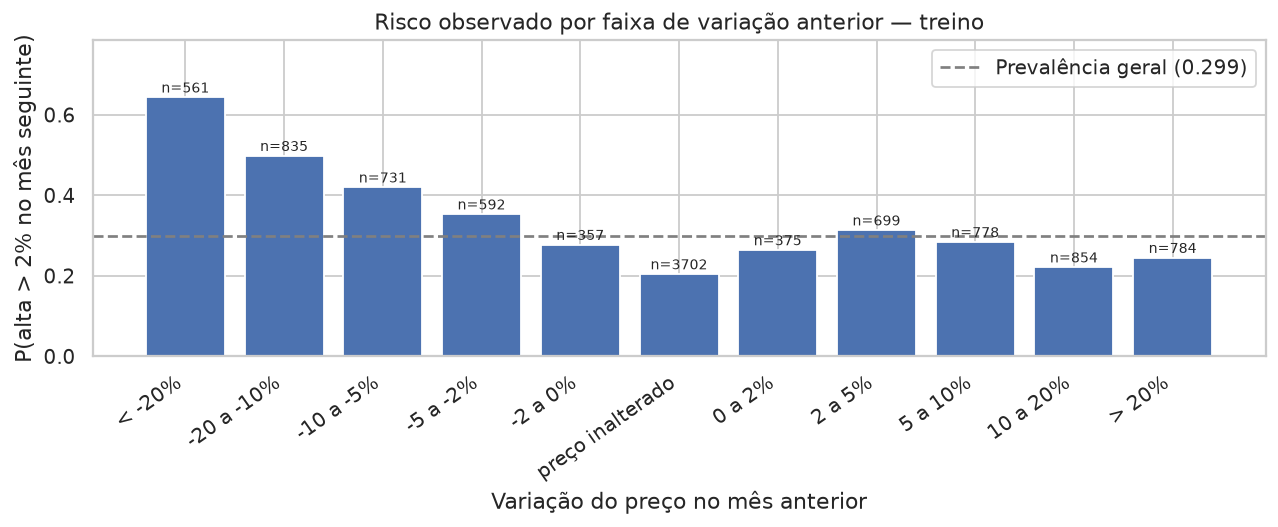 Risco observado por faixa de variação anterior — treino
P(alta > 2% no mês seguinte)
0.6
0.4
0.2
0.0
Prevalência geral (0.299)
n=561
n=835
n=731
n=592
n=357
n=3702
n=375
n=699
n=778
n=854
n=784
< -20%
-20 a -10%
-10 a -5%
-5 a -2%
-2 a 0%
preço inalterado
0 a 2%
2 a 5%
5 a 10%
10 a 20%
> 20%
Variação do preço no mês anterior